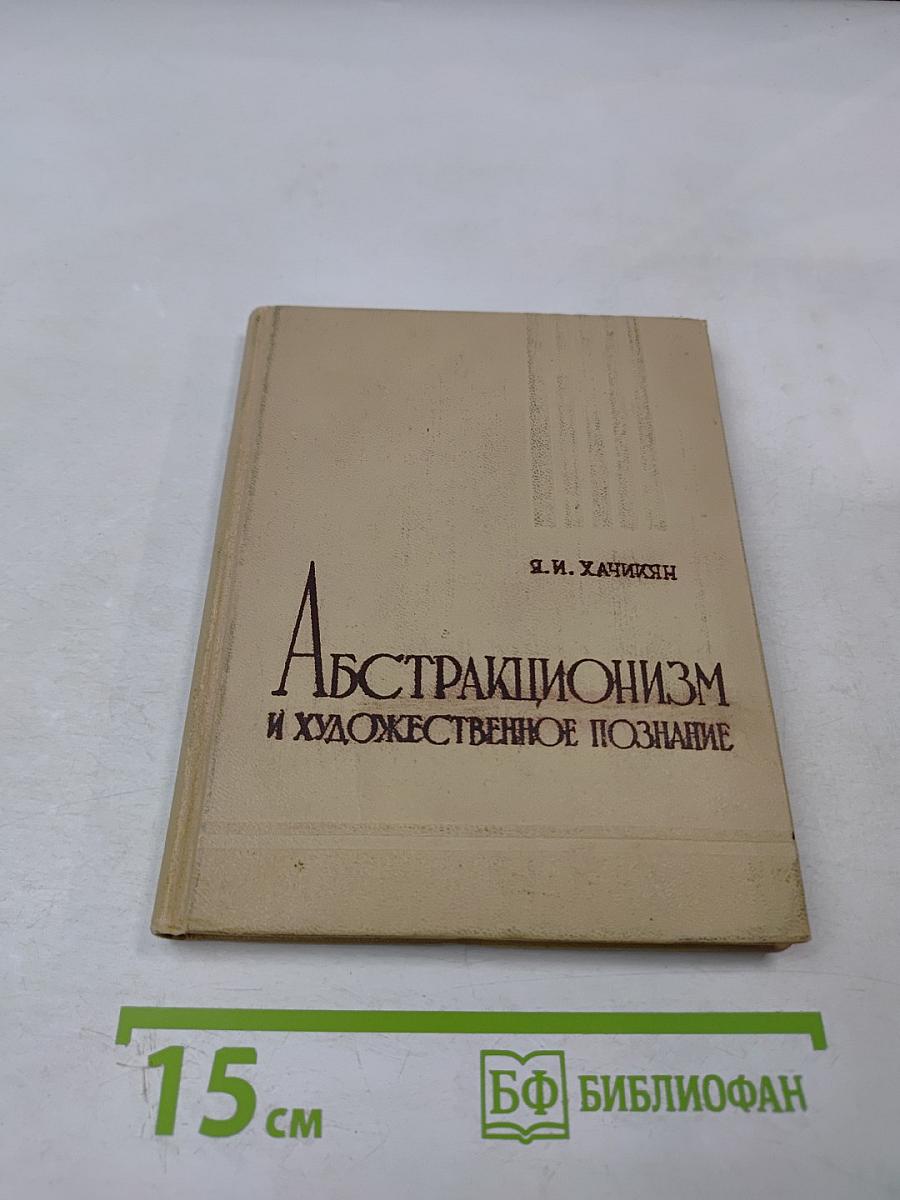 Я. И. ХАЧИКЯН
АБСТРАКЦИОНИЗМ
И ХУДОЖЕСТВЕННОЕ ПОЗНАНИЕ
15 см
БФ БИБЛИОФАН